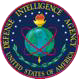 DEFENSE INTELLIGENCE AGENCY
UNITED STATES OF AMERICA